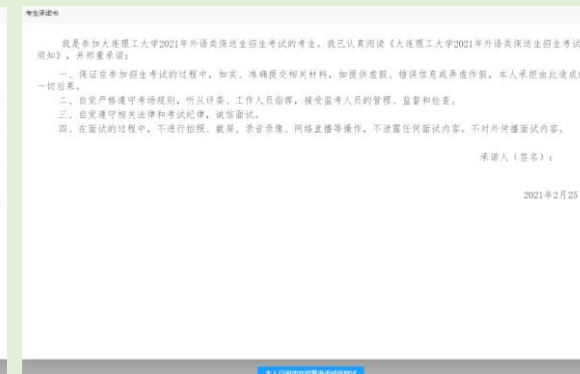 考生承诺书
我是参加大连理工大学2021年外语类保送生招生考试的考生。我已认真阅读《大连理工大学2021年外语类保送生招生考试
须知》，并郑重承诺：
一、保证在参加招生考试的过程中，如实、准确提交相关材料，如提供虚假、错误信息或弄虚作假，本人承担由此造成
一切后果。
二、自觉严格遵守考场规则，听从评委、工作人员指挥，接受监考人员的管理、监督和检查。
三、自觉遵守相关法律和考试纪律，诚信面试。
四、在面试的过程中，不进行拍照、截屏、录音录像、网络直播等操作，不泄露任何面试内容。不对外传播面试内容。
承诺人（签名）：
2021年2月25